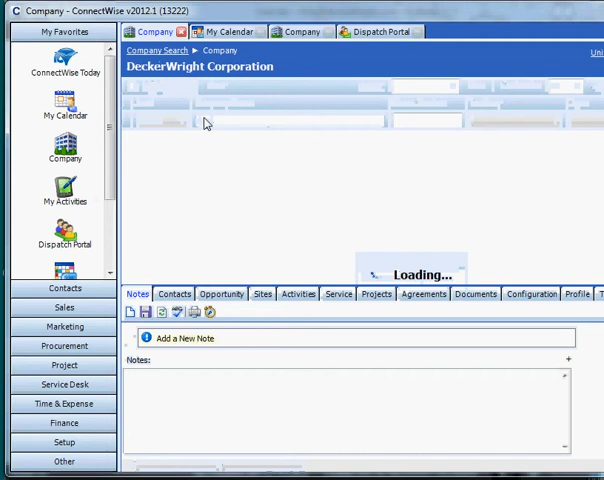 Company - ConnectWise v2012.1 (13222)
My Favorites
Company
My Calendar
Company
Dispatch Portal
Company Search ▶ Company
DeckerWright Corporation
ConnectWise Today
My Calendar
Company
My Activities
Dispatch Portal
Loading...
Contacts
Sales
Marketing
Procurement
Project
Service Desk
Time & Expense
Finance
Setup
Other
Notes
Contacts
Opportunity
Sites
Activities
Service
Projects
Agreements
Documents
Configuration
Profile
Add a New Note
Notes:
+